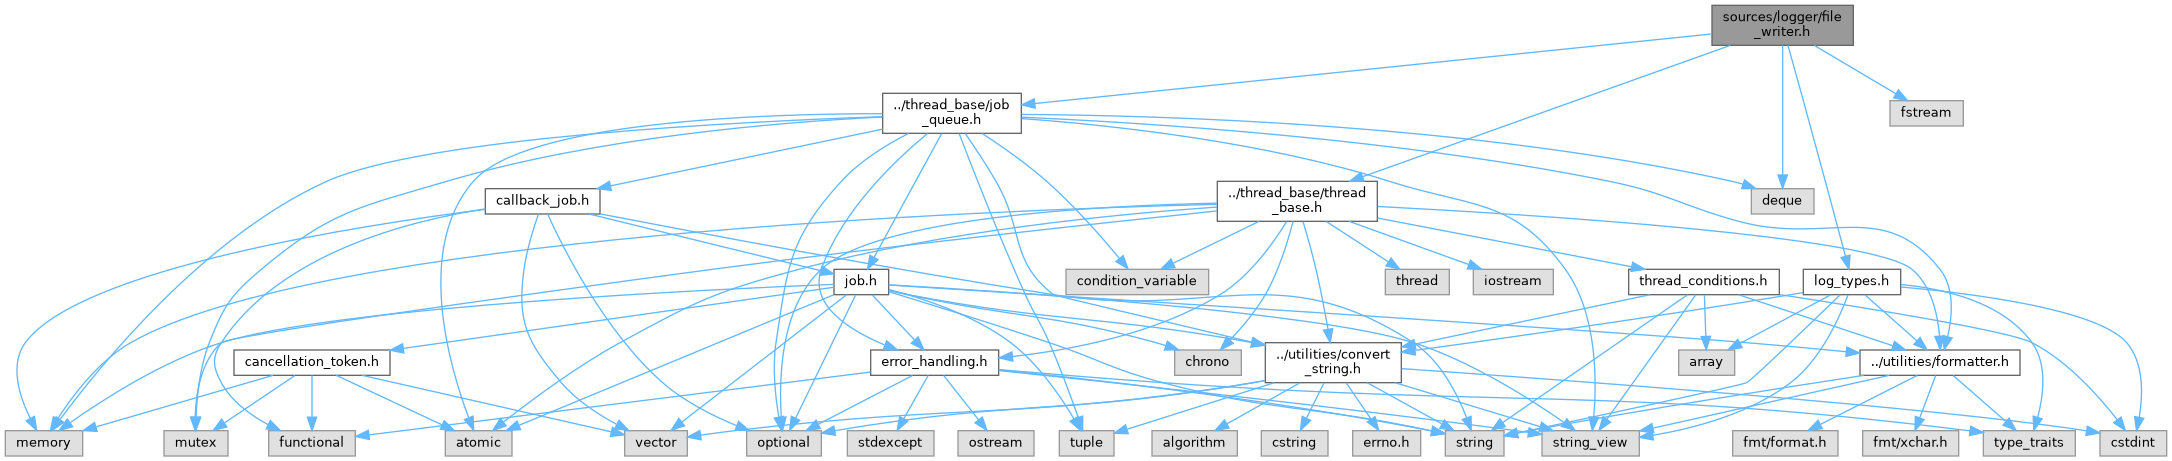 sources/logger/file
_writer.h
../thread_base/job
_queue.h
fstream
callback_job.h
../thread_base/thread
_base.h
deque
job.h
condition_variable
thread
iostream
thread_conditions.h
log_types.h
cancellation_token.h
error_handling.h
chrono
../utilities/convert
_string.h
array
../utilities/formatter.h
memory
mutex
functional
atomic
vector
optional
stdexcept
ostream
tuple
algorithm
cstring
errno.h
string
string_view
fmt/format.h
fmt/xchar.h
type_traits
cstdint